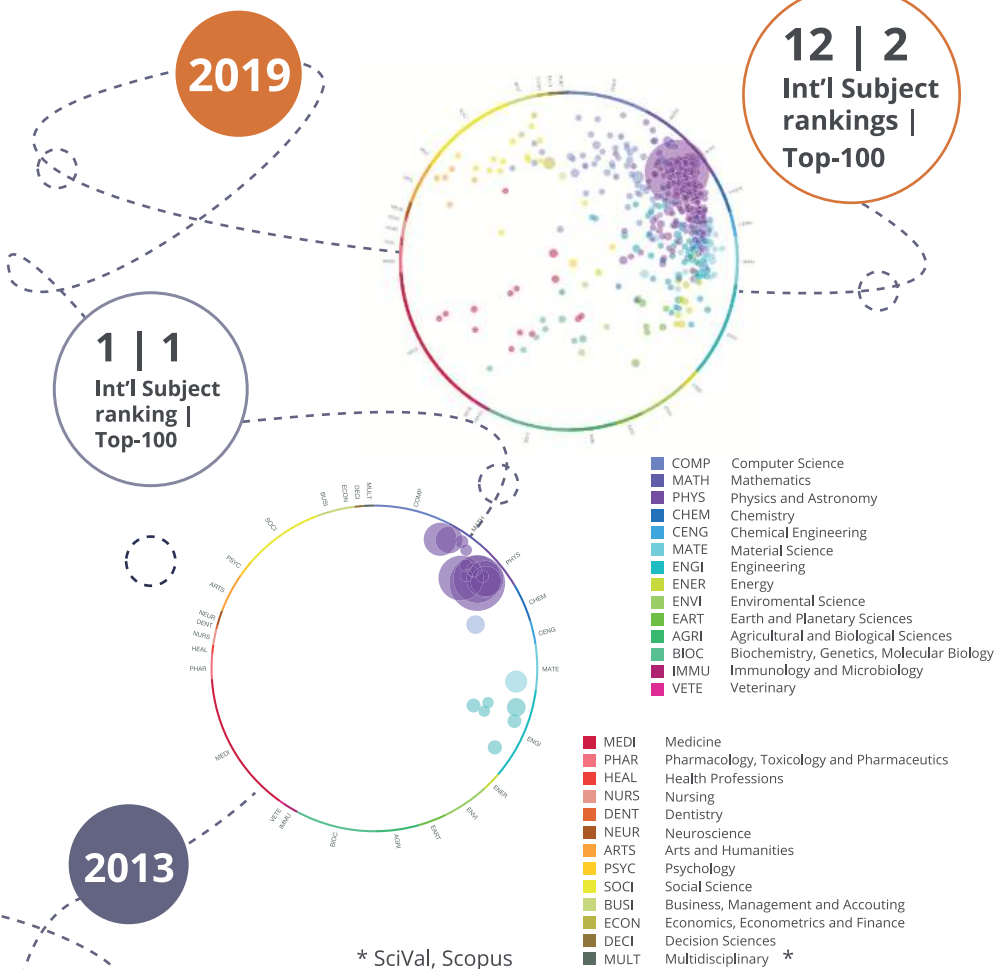 2019
12 | 2
Int'l Subject
rankings |
Top-100
1 | 1
Int'l Subject
ranking |
Top-100
COMP Computer Science
MATH Mathematics
PHYS Physics and Astronomy
CHEM Chemistry
CENG Chemical Engineering
MATE Material Science
ENGI Engineering
ENER Energy
ENVI Enviromental Science
EART Earth and Planetary Sciences
AGRI Agricultural and Biological Sciences
BIOC Biochemistry, Genetics, Molecular Biology
IMMU Immunology and Microbiology
VETE Veterinary
MULT
DECI
ECON
BUSI
SOCI
PSYC
ARTS
NEUR
DENT
NURS
HEAL
PHAR
MEDI
VETE
IMMU
BIOC
AGRI
EART
ENVI
ENER
ENGI
MATE
CENG
CHEM
PHYS
MATH
COMP
2013
MEDI Medicine
PHAR Pharmacology, Toxicology and Pharmaceutics
HEAL Health Professions
NURS Nursing
DENT Dentistry
NEUR Neuroscience
ARTS Arts and Humanities
PSYC Psychology
SOCI Social Science
BUSI Business, Management and Accouting
ECON Economics, Econometrics and Finance
DECI Decision Sciences
MULT Multidisciplinary *
* SciVal, Scopus